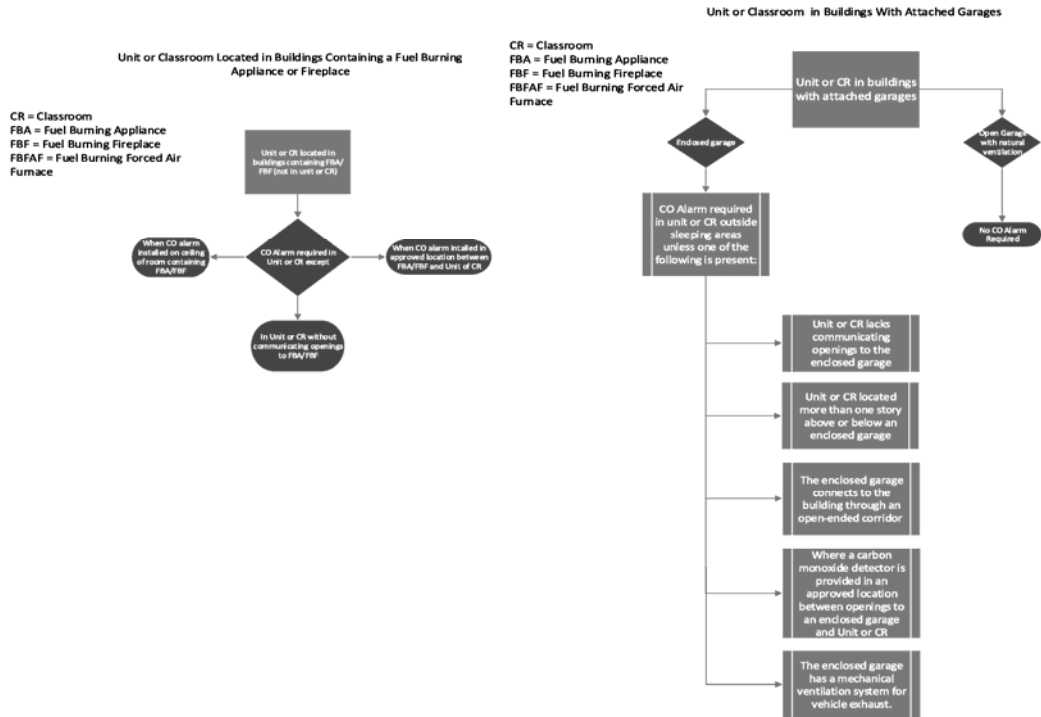 Unit or Classroom Located in Buildings Containing a Fuel Burning
Appliance or Fireplace
CR = Classroom
FBA = Fuel Burning Appliance
FBF = Fuel Burning Fireplace
FBFAF = Fuel Burning Forced Air
Furnace
Unit or CR located in
buildings containing FBA/
FBF (not in unit or CR)
When CO alarm
installed on ceiling
of room containing
FBA/FBF
CO Alarm required in
Unit or CR except
When CO alarm intalled in
approved location between
FBA/FBF and Unit of CR
In Unit or CR without
communicating openings
to FBA/FBF
Unit or Classroom in Buildings With Attached Garages
CR = Classroom
FBA = Fuel Burning Appliance
FBF = Fuel Burning Fireplace
FBFAF = Fuel Burning Forced Air
Furnace
Unit or CR in buildings
with attached garages
Enclosed garage
Open Garage
with natural
ventilation
CO Alarm required
in unit or CR outside
sleeping areas
unless one of the
following is present:
No CO Alarm
Required
Unit or CR lacks
communicating
openings to the
enclosed garage
Unit or CR located
more than one story
above or below an
enclosed garage
The enclosed garage
connects to the
building through an
open-ended corridor
Where a carbon
monoxide detector is
provided in an
approved location
between openings to
an enclosed garage
and Unit or CR
The enclosed garage
has a mechanical
ventilation system for
vehicle exhaust.